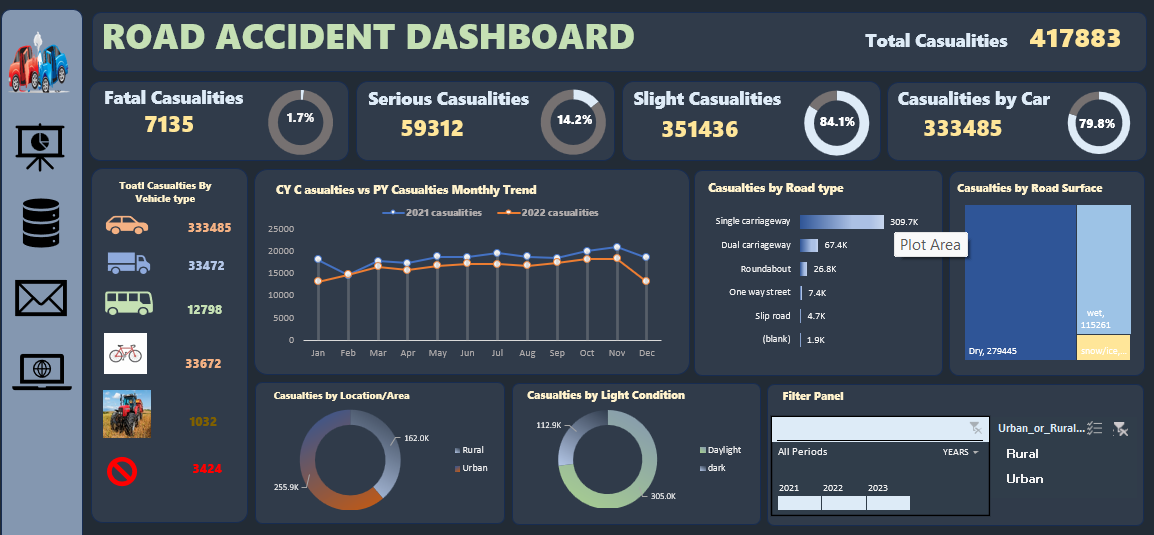 ROAD ACCIDENT DASHBOARD
Total Casualities 417883
Fatal Casualities
7135
1.7%
Serious Casualities
59312
14.2%
Slight Casualities
351436
84.1%
Casualities by Car
333485
79.8%
Toatl Casualties By
Vehicle type
333485
33472
12798
33672
1032
3424
CY C asualties vs PY Casualties Monthly Trend
2021 casualities
2022 casualities
25000
20000
15000
10000
5000
0
Jan Feb Mar Apr May Jun Jul Aug Sep Oct Nov Dec
Casualties by Road type
Single carriageway 309.7K
Dual carriageway 67.4K
Roundabout 26.8K
One way street 7.4K
Slip road 4.7K
(blank) 1.9K
Plot Area
Casualties by Road Surface
Dry, 279445
wet,
115261
snow/ice, ...
Casualties by Location/Area
162.0K
255.9K
Rural
Urban
Casualties by Light Condition
112.9K
305.0K
Daylight
dark
Filter Panel
All Periods YEARS
2021 2022 2023
Urban_or_Rural...
Rural
Urban